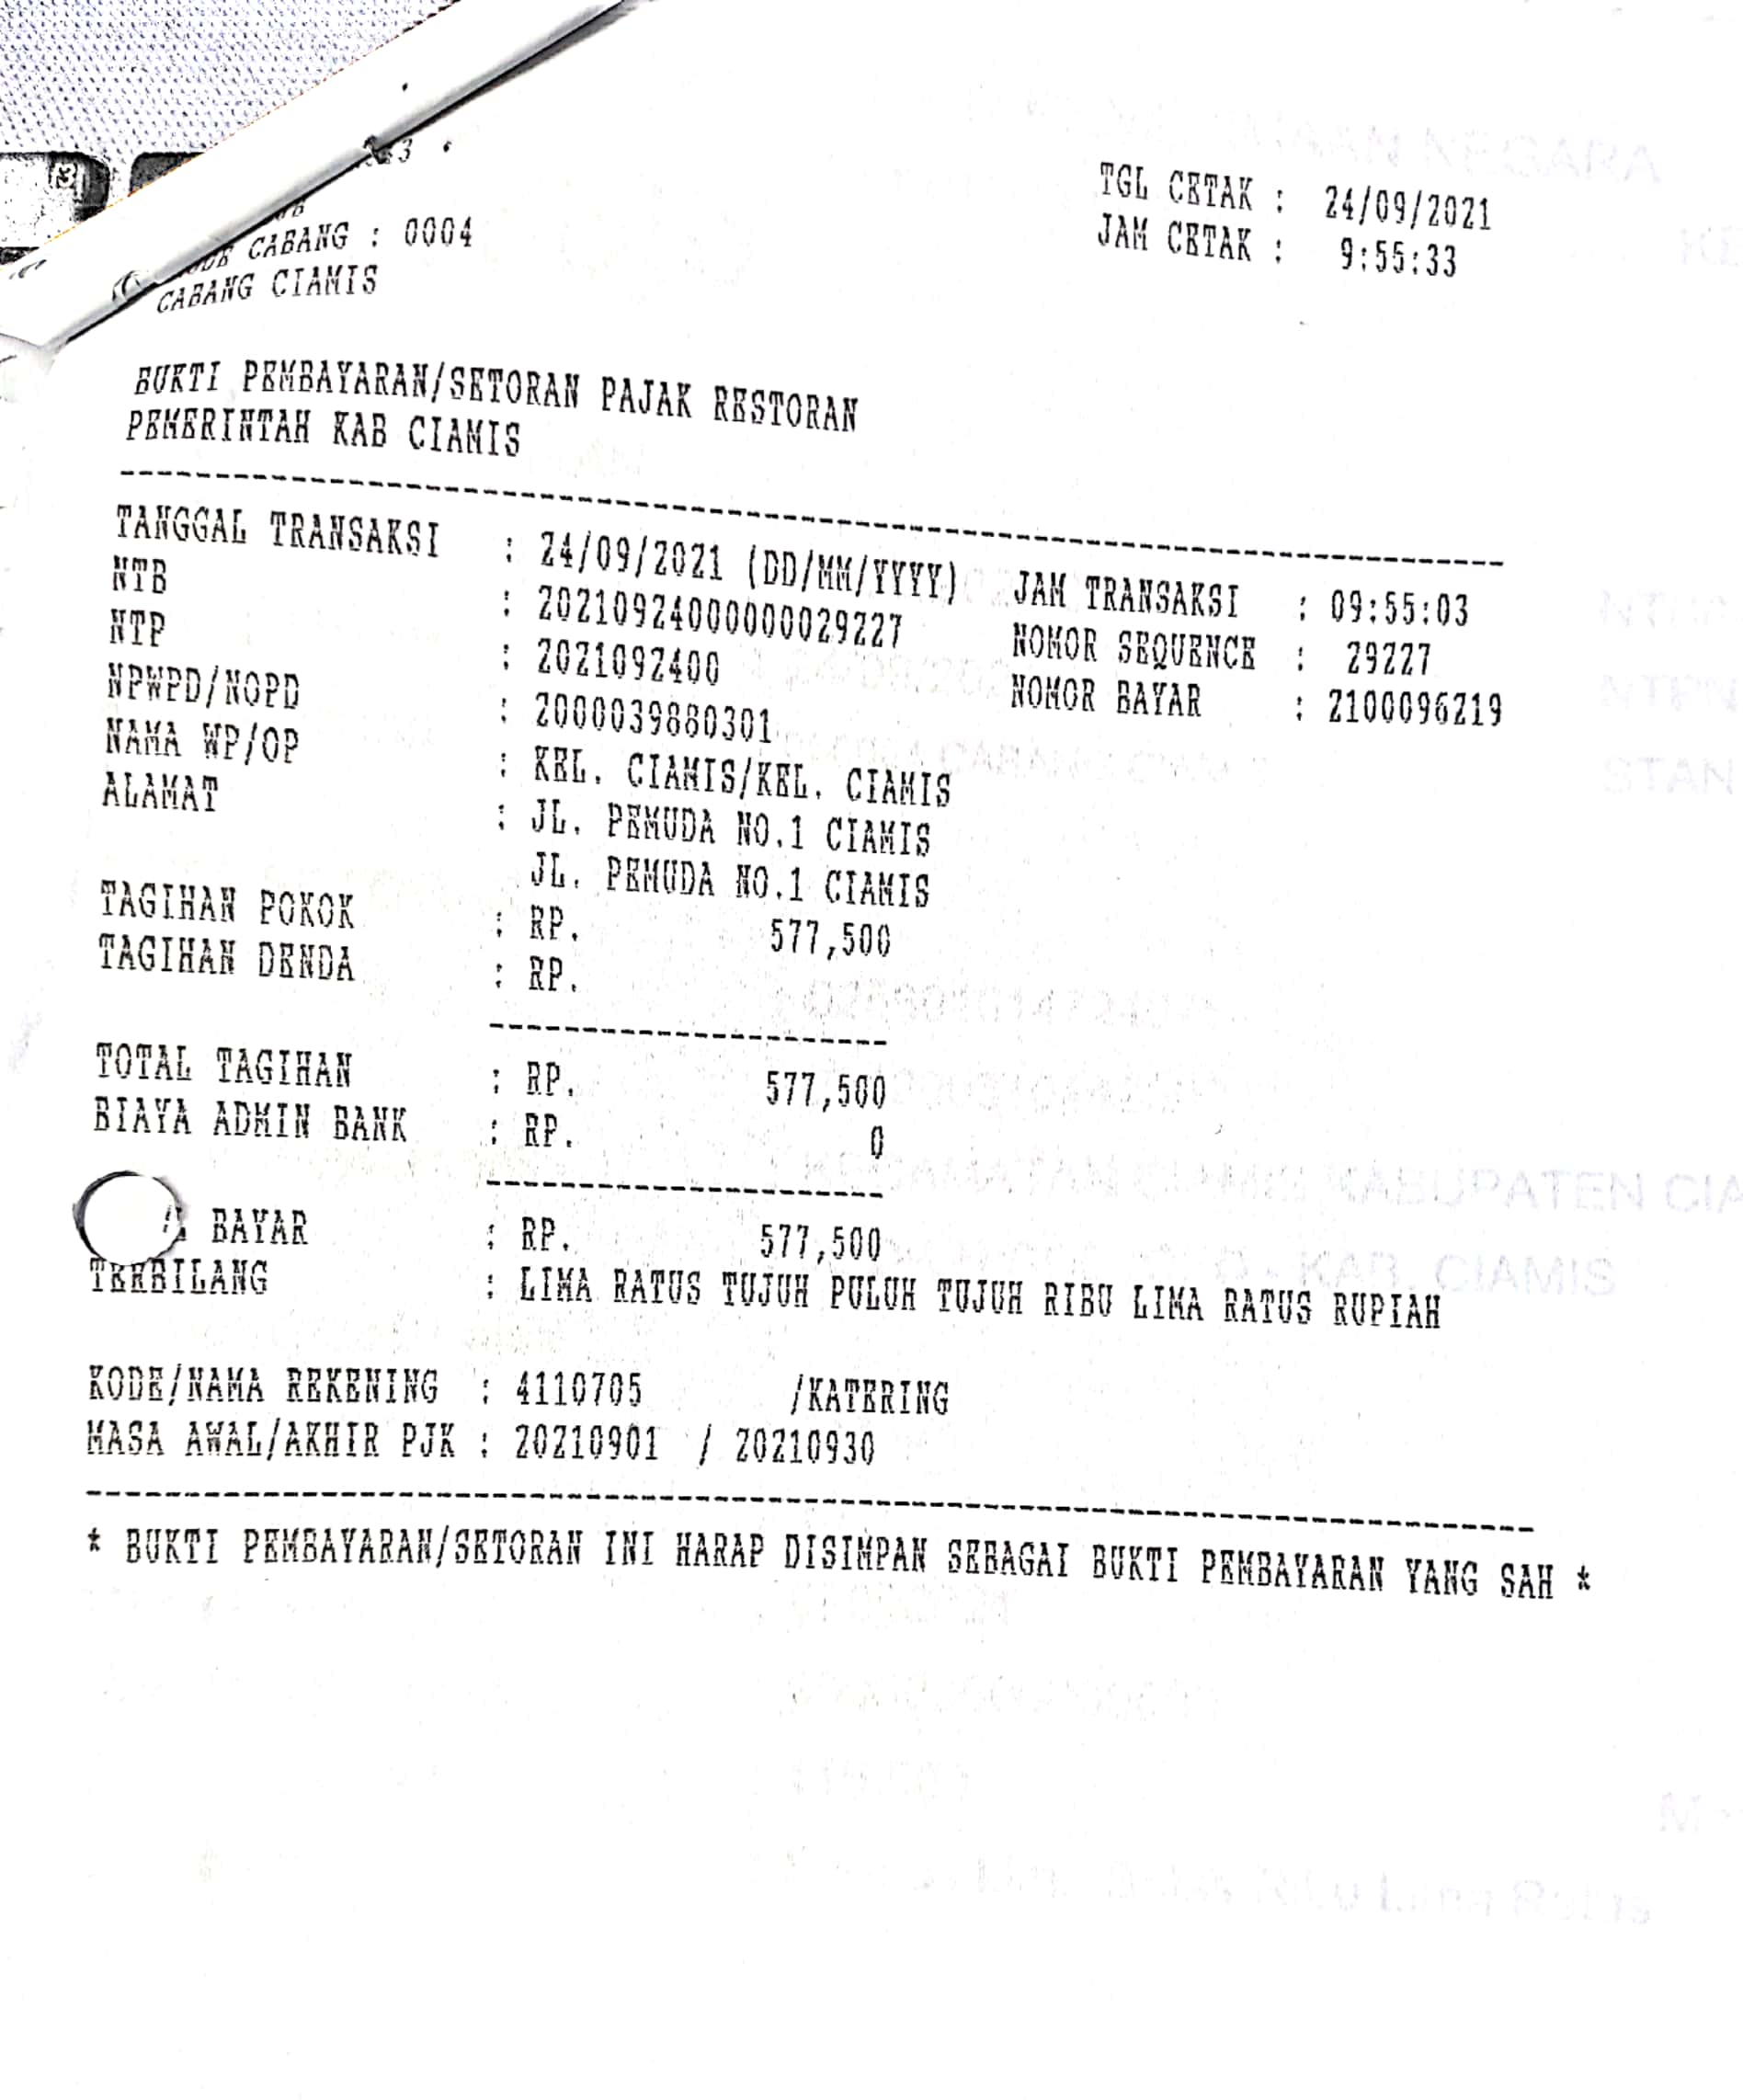 TGL CETAK : 24/09/2021
JAM CETAK : 9:55:33
CABANG : 0004
CABANG CIAMIS
BUKTI PEMBAYARAN/SETORAN PAJAK RESTORAN
PEMERINTAH KAB CIAMIS
TANGGAL TRANSAKSI : 24/09/2021 (DD/MM/YYYY) JAM TRANSAKSI : 09:55:03
NTB : 20210924000000029227 NOMOR SEQUENCE : 29227
NTP : 2021092400 NOMOR BAYAR : 2100096219
NPWPD/NOPD : 2000039880301
NAMA WP/OP : KEL. CIAMIS/KEL. CIAMIS
ALAMAT : JL. PEMUDA NO.1 CIAMIS
JL. PEMUDA NO.1 CIAMIS
TAGIHAN POKOK : RP. 577,500
TAGIHAN DENDA : RP.
TOTAL TAGIHAN : RP. 577,500
BIAYA ADMIN BANK : RP. 0
BAYAR : RP. 577,500
TERBILANG : LIMA RATUS TUJUH PULUH TUJUH RIBU LIMA RATUS RUPIAH
KODE/NAMA REKENING : 4110705 /KATERING
MASA AWAL/AKHIR PJK : 20210901 / 20210930
* BUKTI PEMBAYARAN/SETORAN INI HARAP DISIMPAN SEBAGAI BUKTI PEMBAYARAN YANG SAH *